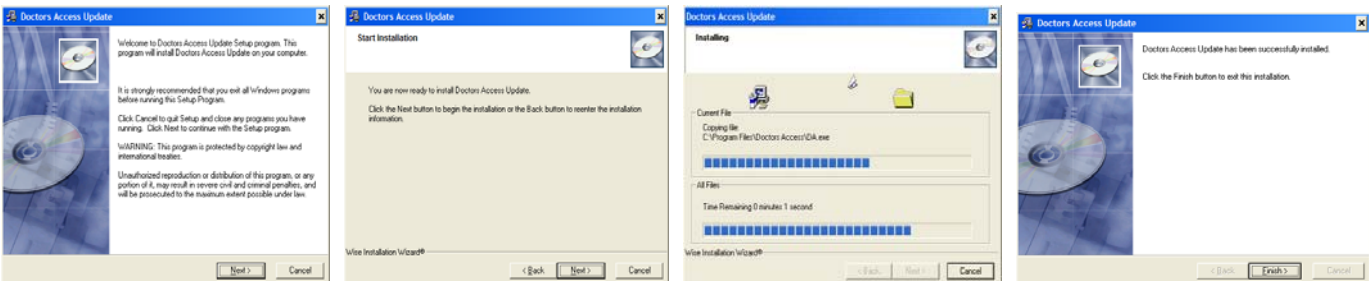 Doctors Access Update
Welcome to Doctors Access Update Setup program. This
program will install Doctors Access Update on your computer.
It is strongly recommended that you exit all Windows programs
before running this Setup Program.
Click Cancel to quit Setup and close any programs you have
running. Click Next to continue with the Setup program.
WARNING: This program is protected by copyright law and
international treaties.
Unauthorized reproduction or distribution of this program, or any
portion of it, may result in severe civil and criminal penalties, and
will be prosecuted to the maximum extent possible under law.
Next >
Cancel
Doctors Access Update
Start Installation
You are now ready to install Doctors Access Update.
Click the Next button to begin the installation or the Back button to reenter the installation
information.
Wise Installation Wizard®
< Back
Next >
Cancel
Doctors Access Update
Installing
Current File
Copying file:
C:\Program Files\Doctors Access\DA.exe
All Files
Time Remaining 0 minutes 1 second
Wise Installation Wizard®
< Back
Next >
Cancel
Doctors Access Update
Doctors Access Update has been successfully installed.
Click the Finish button to exit this installation.
< Back
Finish >
Cancel